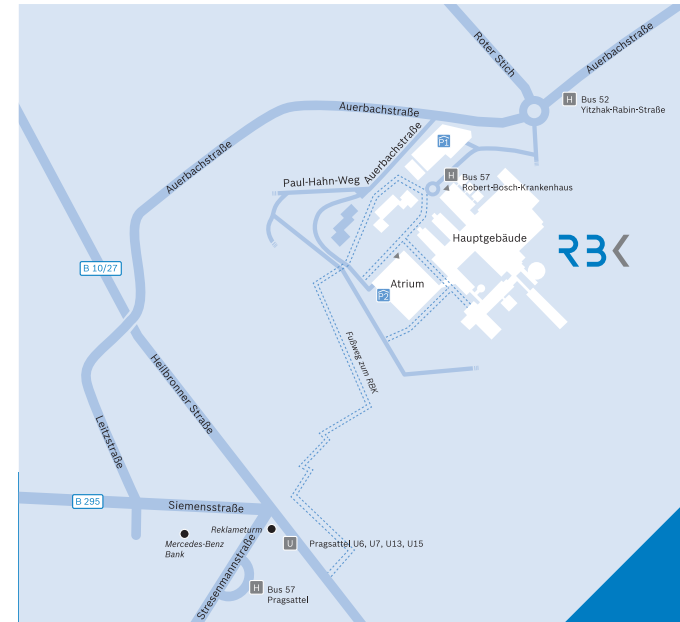 Roter Stich
Auerbachstraße
H Bus 52
Yitzhak-Rabin-Straße
Auerbachstraße
Auerbachstraße
P1
Auerbachstraße
Paul-Hahn-Weg
H Bus 57
Robert-Bosch-Krankenhaus
Hauptgebäude
RBK
B 10/27
Atrium
P2
Fußweg zum RBK
Heilbronner Straße
Leitzstraße
B 295
Siemensstraße
Reklameturm
Mercedes-Benz
Bank
U Pragsattel U6, U7, U13, U15
Stresenmannstraße
H Bus 57
Pragsattel